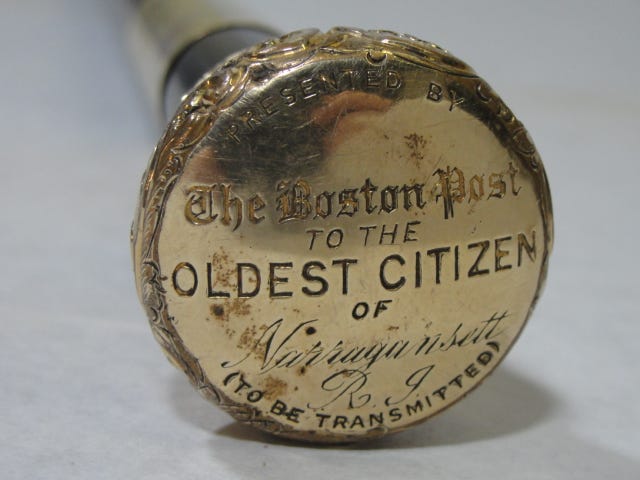 PRESENTED BY
The Boston Post
TO THE
OLDEST CITIZEN
OF
Narragansett
R. I.
(TO BE TRANSMITTED)